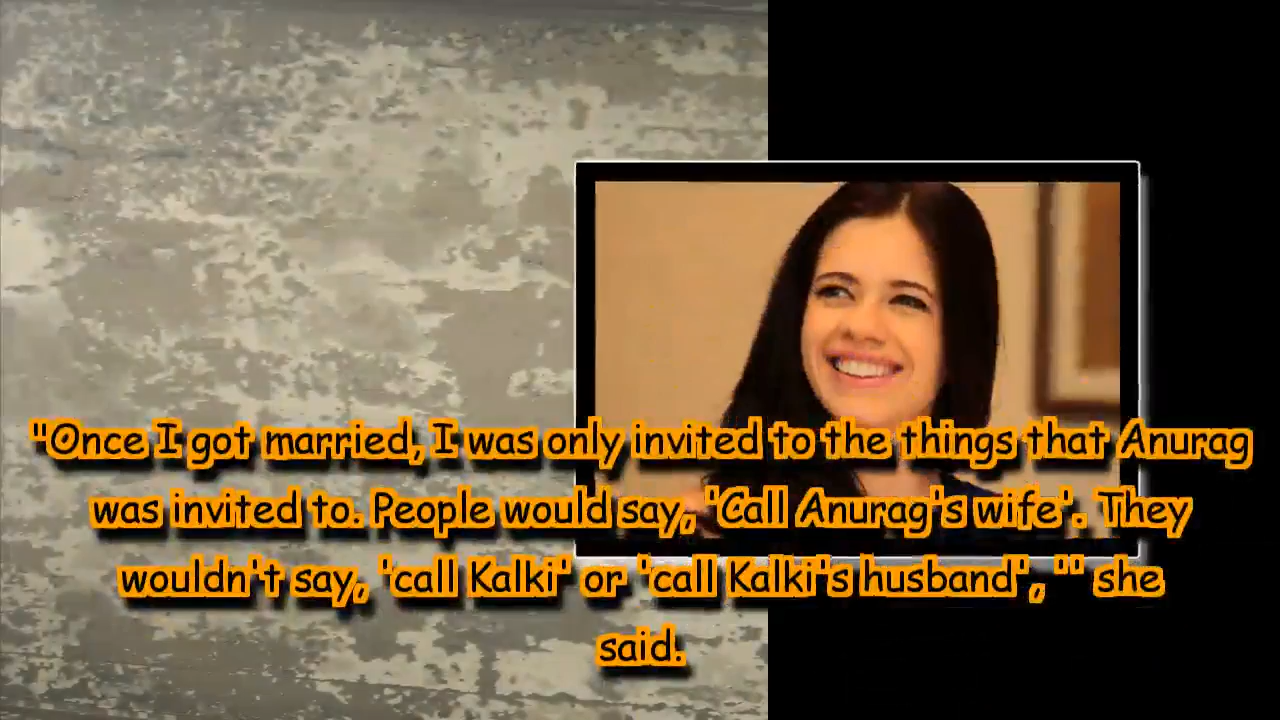 "Once I got married, I was only invited to the things that Anurag
was invited to. People would say, 'Call Anurag's wife'. They
wouldn't say, 'call Kalki' or 'call Kalki's husband', '' she
said.